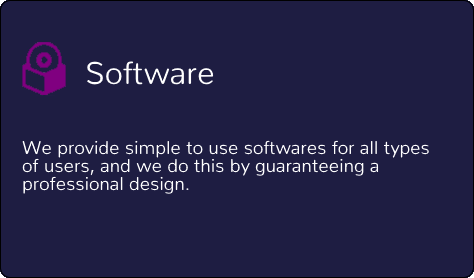 Software
We provide simple to use softwares for all types
of users, and we do this by guaranteeing a
professional design.